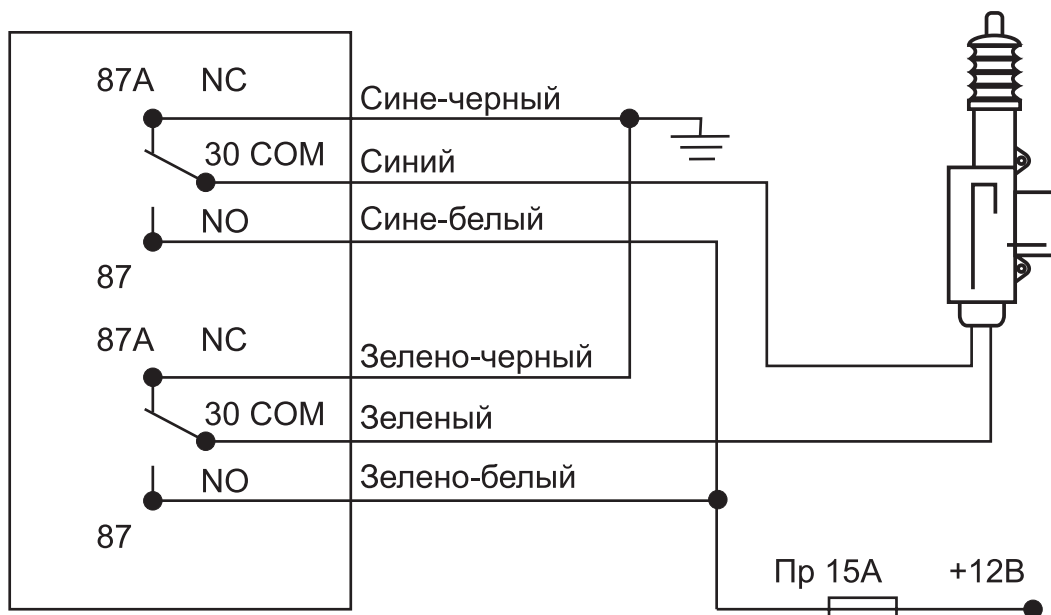 87A NC
Сине-черный
30 COM
Синий
NO
Сине-белый
87
87A NC
Зелено-черный
30 COM
Зеленый
NO
Зелено-белый
87
Пр 15А +12В